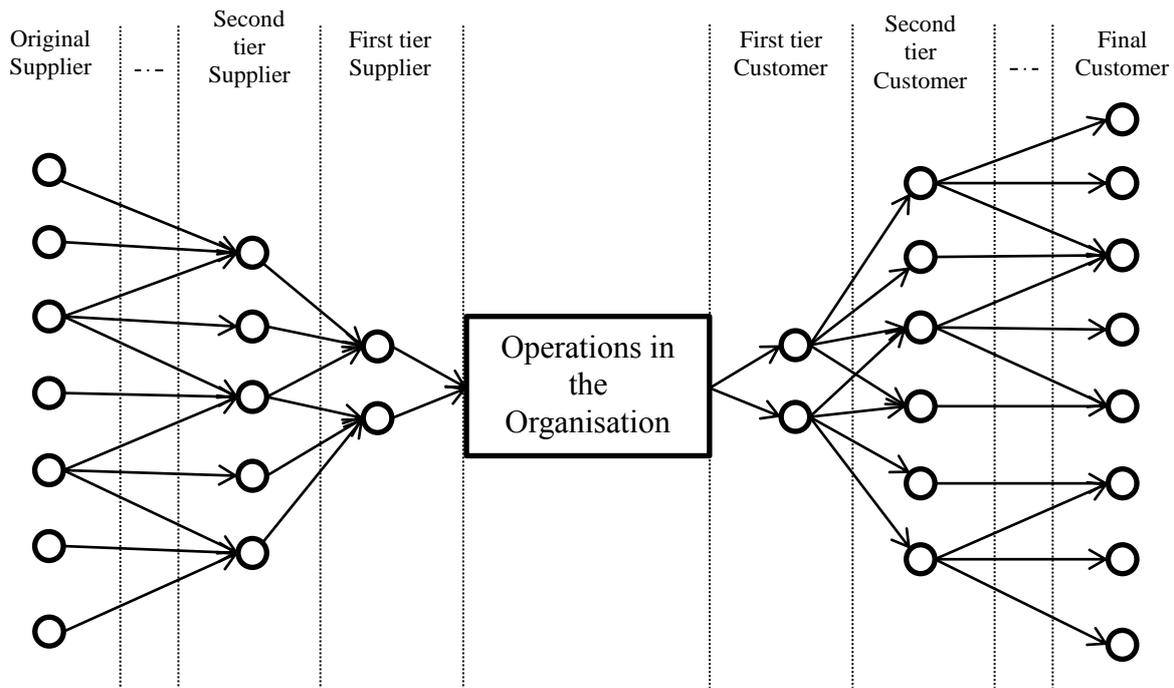 Original
Supplier
-·-·
Second
tier
Supplier
First tier
Supplier
First tier
Customer
Second
tier
Customer
-·-·
Final
Customer
Operations in
the
Organisation